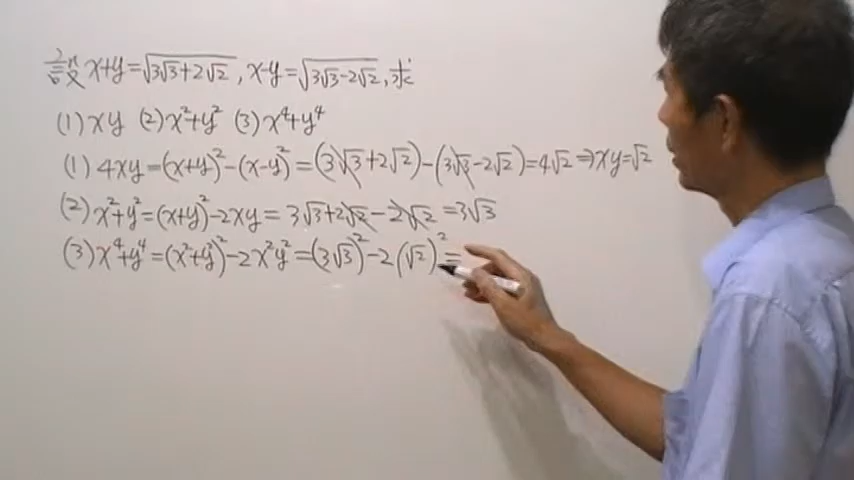 設 x+y=√(3√3+2√2), x-y=√(3√3-2√2), 求
(1) xy (2) x²+y² (3) x⁴+y⁴
(1) 4xy=(x+y)²-(x-y)²=(3√3+2√2)-(3√3-2√2)=4√2⇒xy=√2
(2) x²+y²=(x+y)²-2xy=3√3+2√2-2√2=3√3
(3) x⁴+y⁴=(x²+y²)²-2x²y²=(3√3)²-2(√2)²=